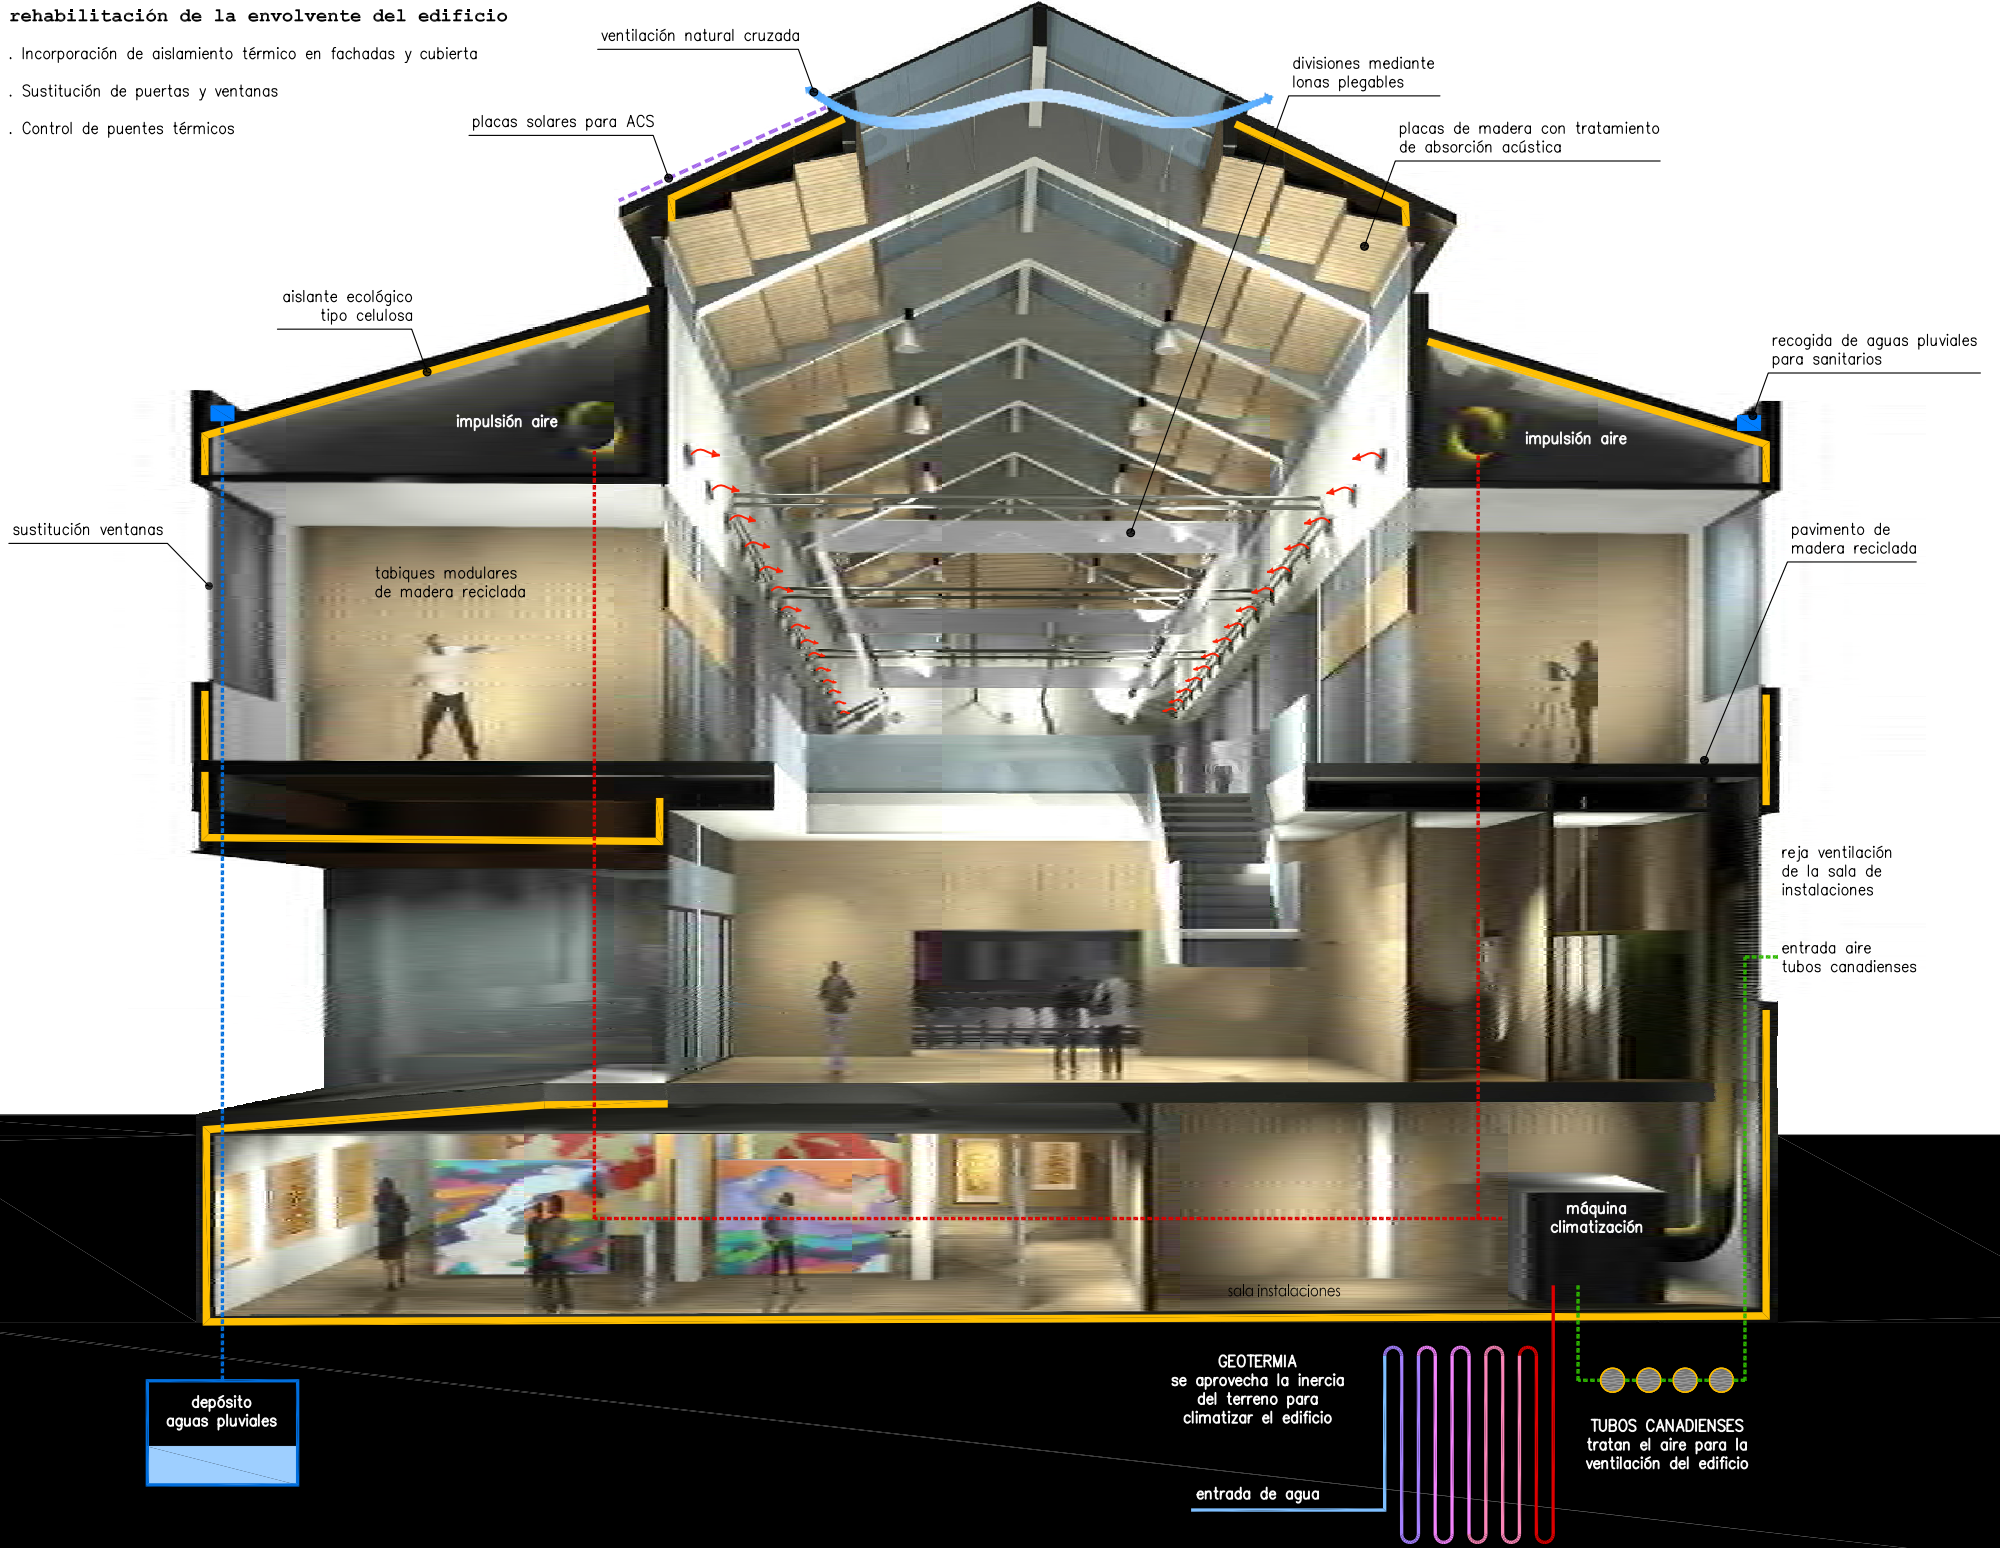 rehabilitación de la envolvente del edificio
. Incorporación de aislamiento térmico en fachadas y cubierta
. Sustitución de puertas y ventanas
. Control de puentes térmicos
ventilación natural cruzada
placas solares para ACS
divisiones mediante
lonas plegables
placas de madera con tratamiento
de absorción acústica
aislante ecológico
tipo celulosa
recogida de aguas pluviales
para sanitarios
impulsión aire
impulsión aire
sustitución ventanas
pavimento de
madera reciclada
tabiques modulares
de madera reciclada
reja ventilación
de la sala de
instalaciones
entrada aire
tubos canadienses
máquina
climatización
sala instalaciones
GEOTERMIA
se aprovecha la inercia
del terreno para
climatizar el edificio
depósito
aguas pluviales
TUBOS CANADIENSES
tratan el aire para la
ventilación del edificio
entrada de agua